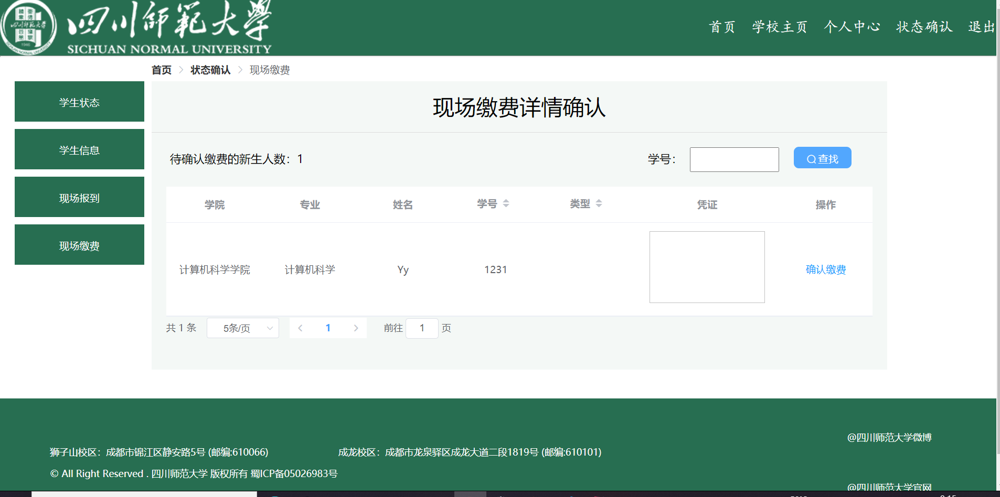 四川師範大學
SICHUAN NORMAL UNIVERSITY
首页 学校主页 个人中心 状态确认 退出
首页 > 状态确认 > 现场缴费
学生状态
学生信息
现场报到
现场缴费
现场缴费详情确认
待确认缴费的新生人数：1
学号：
查找
学院 专业 姓名 学号 类型 凭证 操作
计算机科学学院 计算机科学 Yy 1231 确认缴费
共 1 条 5条/页 < 1 > 前往 1 页
@四川师范大学微博
狮子山校区：成都市锦江区静安路5号 (邮编:610066) 成龙校区：成都市龙泉驿区成龙大道二段1819号 (邮编:610101)
© All Right Reserved . 四川师范大学 版权所有 蜀ICP备05026983号
@四川师范大学官网